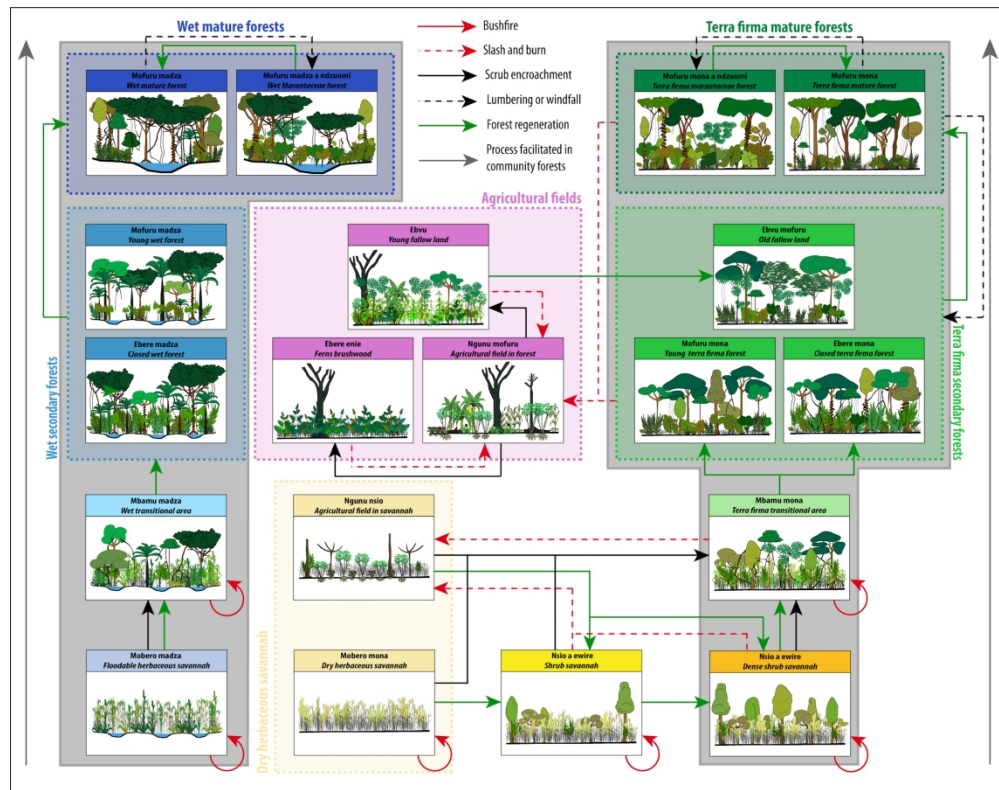 Wet mature forests
Mofuru madza
Wet mature forest
Mofuru madza a ndzuomi
Wet Marantaceae forest
Bushfire
Slash and burn
Scrub encroachment
Lumbering or windfall
Forest regeneration
Process facilitated in
community forests
Terra firma mature forests
Mofuru mona a ndzuomi
Terra firma marantaceae forest
Mofuru mona
Terra firma mature forest
Wet secondary forests
Mofuru madza
Young wet forest
Ebere madza
Closed wet forest
Agricultural fields
Ebvu
Young fallow land
Ebere enie
Ferns brushwood
Ngunu mofuru
Agricultural field in forest
Terra firma secondary forests
Ebvu mofuru
Old fallow land
Mofuru mona
Young terra firma forest
Ebere mona
Closed terra firma forest
Mbamu madza
Wet transitional area
Ngunu nsio
Agricultural field in savannah
Mbamu mona
Terra firma transitional area
Mobero madza
Floodable herbaceous savannah
Dry herbaceous savannah
Mobero mona
Dry herbaceous savannah
Nsio a ewire
Shrub savannah
Nsio a ewire
Dense shrub savannah